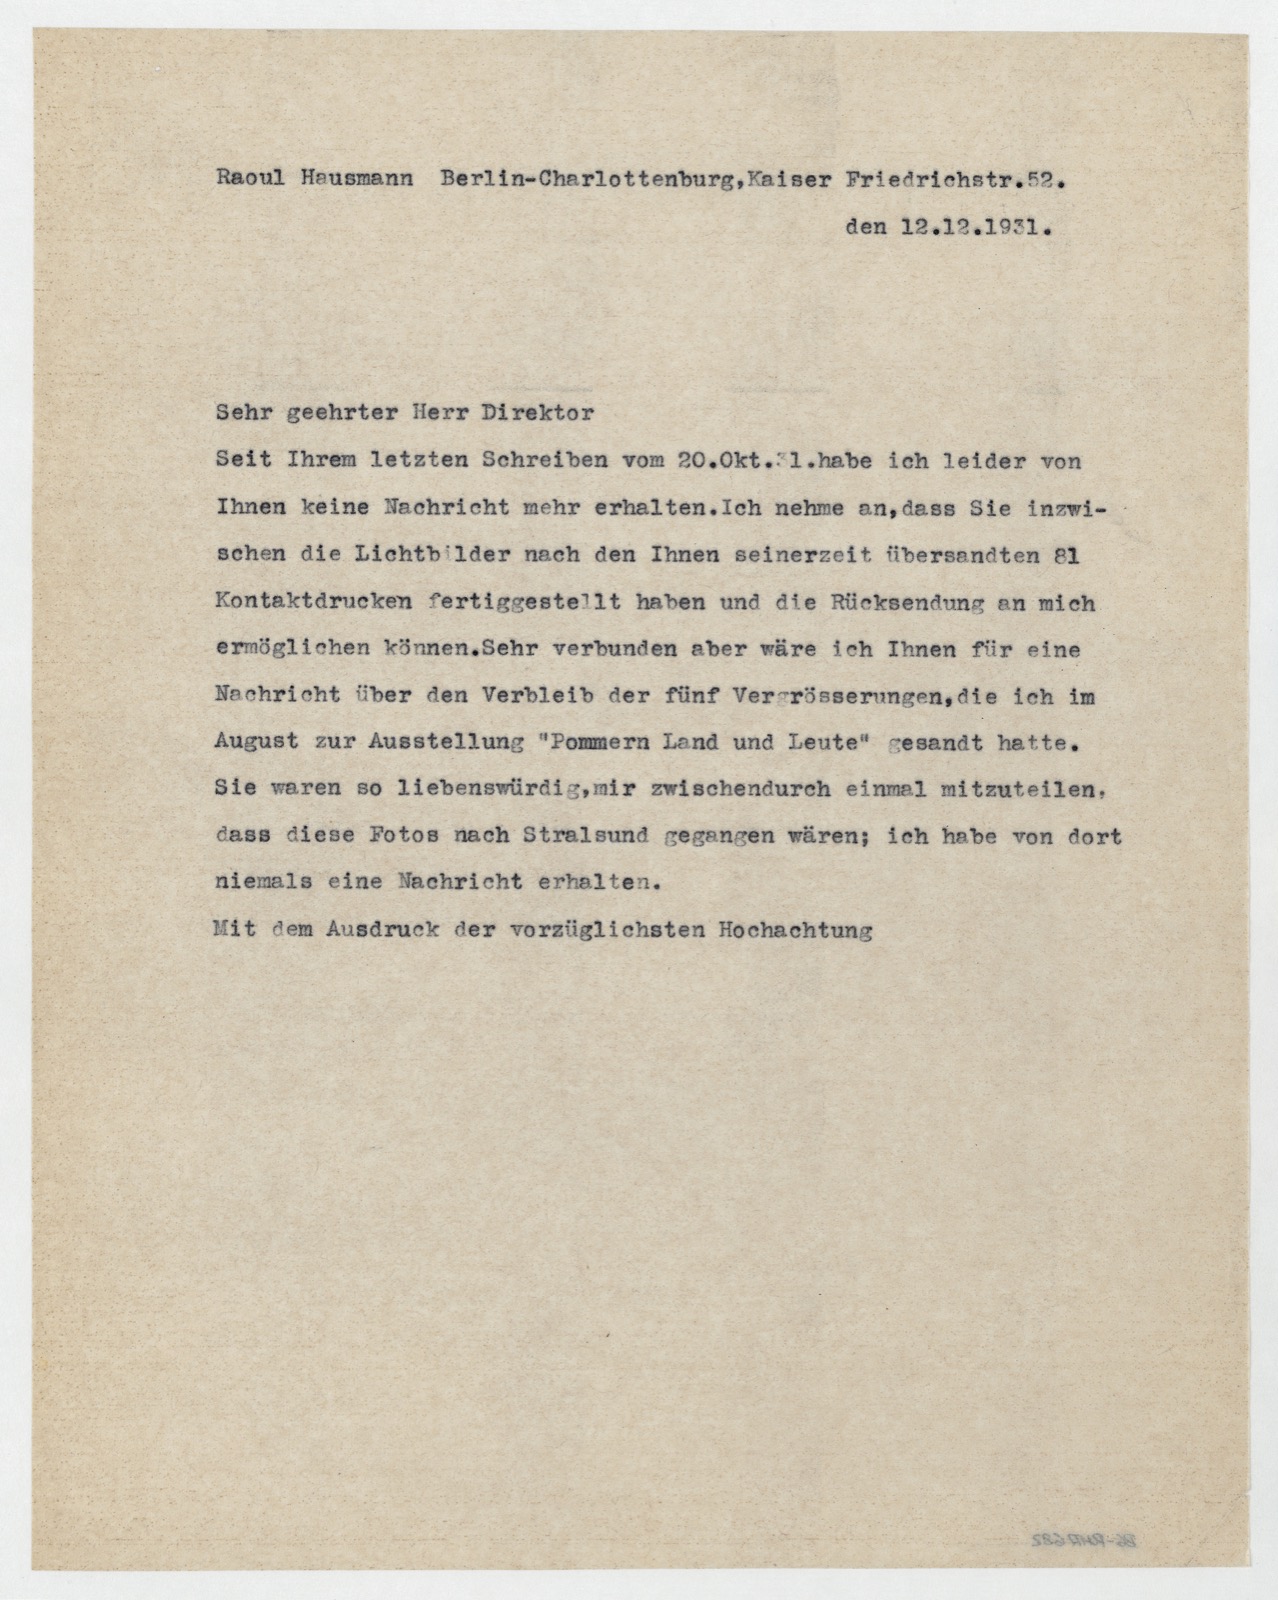 Raoul Hausmann  Berlin-Charlottenburg,Kaiser Friedrichstr.52.
den 12.12.1931.
Sehr geehrter Herr Direktor
Seit Ihrem letzten Schreiben vom 20.Okt.31.habe ich leider von
Ihnen keine Nachricht mehr erhalten.Ich nehme an,dass Sie inzwi-
schen die Lichtbilder nach den Ihnen seinerzeit übersandten 81
Kontaktdrucken fertiggestellt haben und die Rücksendung an mich
ermöglichen können.Sehr verbunden aber wäre ich Ihnen für eine
Nachricht über den Verbleib der fünf Vergrösserungen,die ich im
August zur Ausstellung "Pommern Land und Leute" gesandt hatte.
Sie waren so liebenswürdig,mir zwischendurch einmal mitzuteilen,
dass diese Fotos nach Stralsund gegangen wären; ich habe von dort
niemals eine Nachricht erhalten.
Mit dem Ausdruck der vorzüglichsten Hochachtung